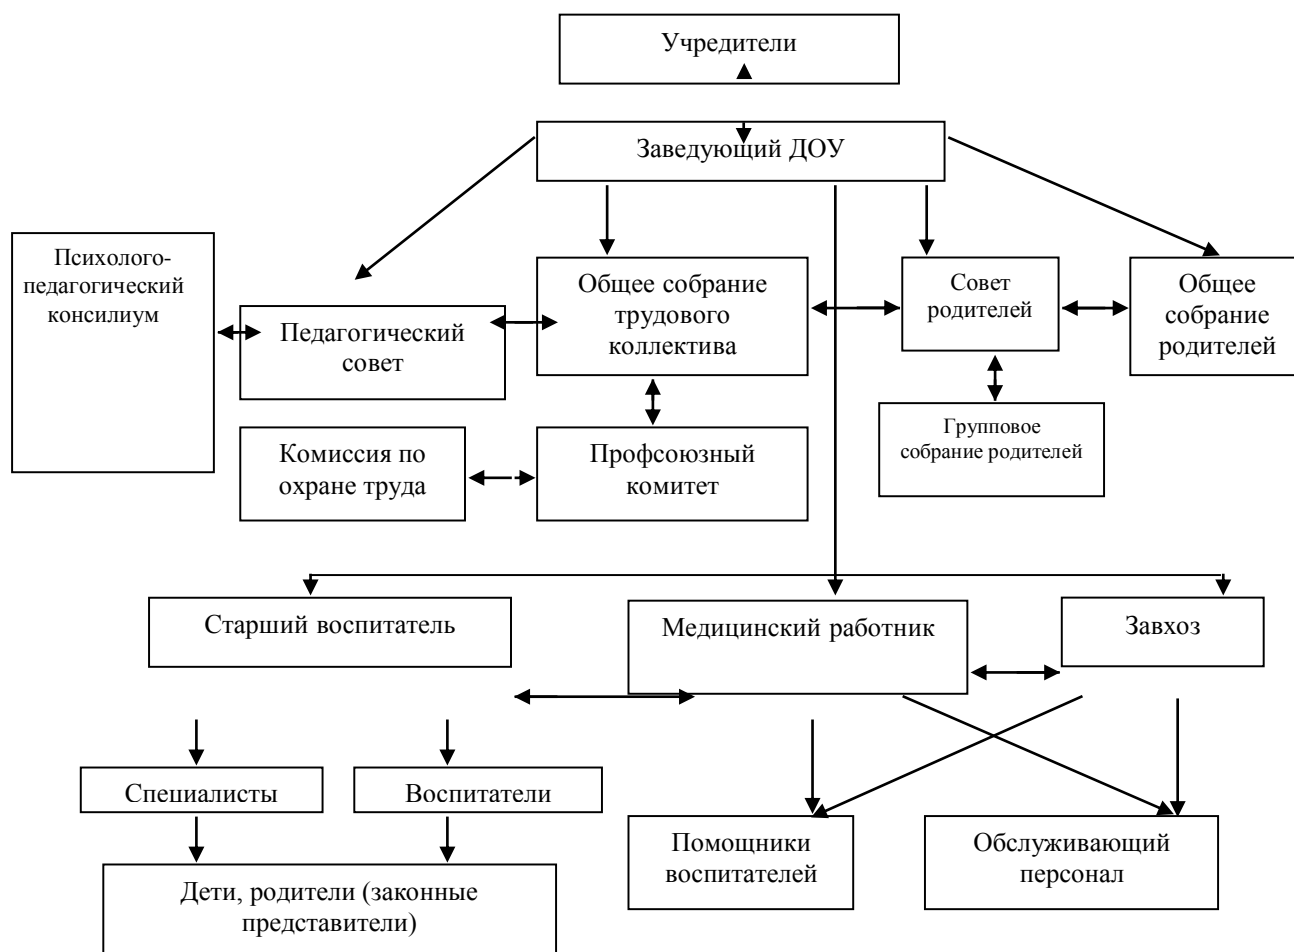 Учредители
Заведующий ДОУ
Психолого-
педагогический
консилиум
Педагогический
совет
Общее собрание
трудового
коллектива
Совет
родителей
Общее
собрание
родителей
Комиссия по
охране труда
Профсоюзный
комитет
Групповое
собрание родителей
Старший воспитатель
Медицинский работник
Завхоз
Специалисты
Воспитатели
Помощники
воспитателей
Обслуживающий
персонал
Дети, родители (законные
представители)